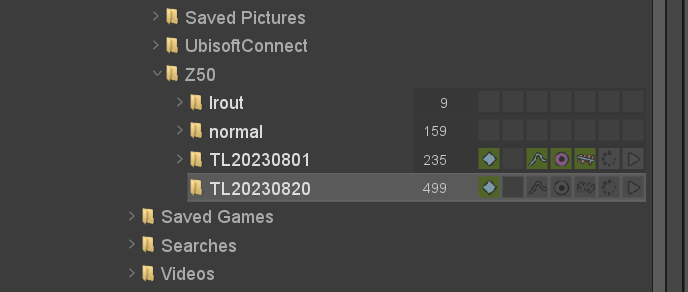 Saved Pictures
UbisoftConnect
Z50
lrout 9
normal 159
TL20230801 235
TL20230820 499
Saved Games
Searches
Videos